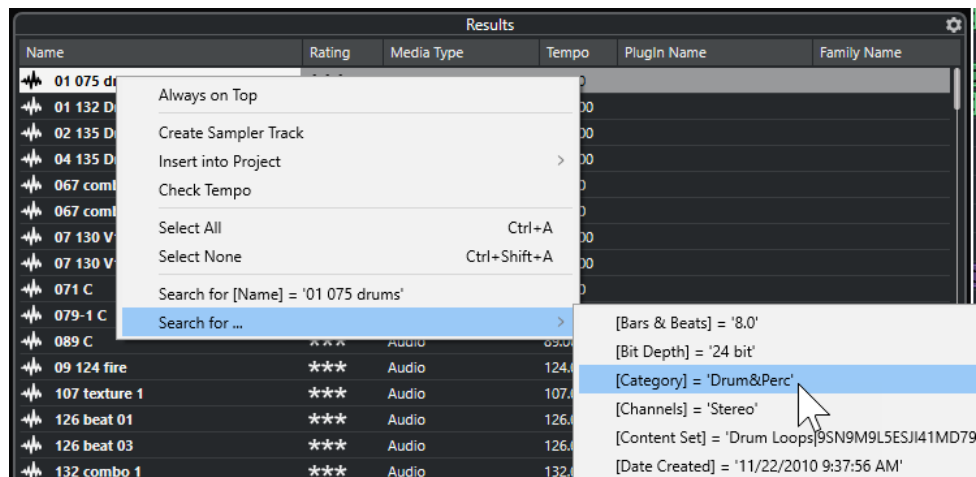 Results
Name Rating Media Type Tempo PlugIn Name Family Name
01 075
01 132
02 135
04 135
067
067
07 130
07 130
071 C
079-1 C
089 C *** Audio
09 124 fire *** Audio 124.
107 texture 1 *** Audio 107.
126 beat 01 *** Audio 126.
126 beat 03 *** Audio 126.
132 combo 1 *** Audio 132.
Always on Top
Create Sampler Track
Insert into Project >
Check Tempo
Select All Ctrl+A
Select None Ctrl+Shift+A
Search for [Name] = '01 075 drums'
Search for ... >
[Bars & Beats] = '8.0'
[Bit Depth] = '24 bit'
[Category] = 'Drum&Perc'
[Channels] = 'Stereo'
[Content Set] = 'Drum Loops|9SN9M9L5ESJI41MD79
[Date Created] = '11/22/2010 9:37:56 AM'